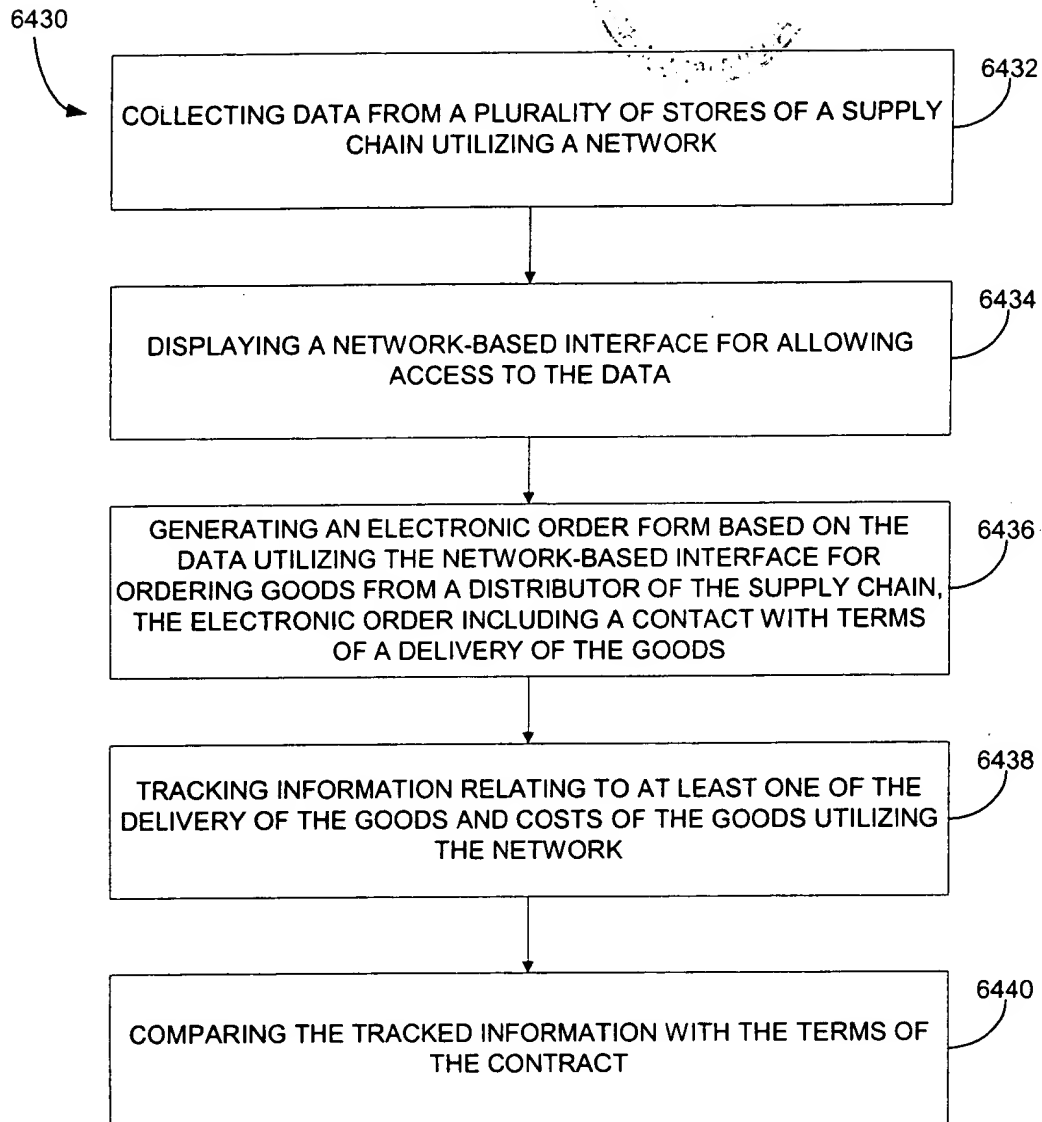 6430
6432
COLLECTING DATA FROM A PLURALITY OF STORES OF A SUPPLY
CHAIN UTILIZING A NETWORK
6434
DISPLAYING A NETWORK-BASED INTERFACE FOR ALLOWING
ACCESS TO THE DATA
6436
GENERATING AN ELECTRONIC ORDER FORM BASED ON THE
DATA UTILIZING THE NETWORK-BASED INTERFACE FOR
ORDERING GOODS FROM A DISTRIBUTOR OF THE SUPPLY CHAIN,
THE ELECTRONIC ORDER INCLUDING A CONTACT WITH TERMS
OF A DELIVERY OF THE GOODS
6438
TRACKING INFORMATION RELATING TO AT LEAST ONE OF THE
DELIVERY OF THE GOODS AND COSTS OF THE GOODS UTILIZING
THE NETWORK
6440
COMPARING THE TRACKED INFORMATION WITH THE TERMS OF
THE CONTRACT